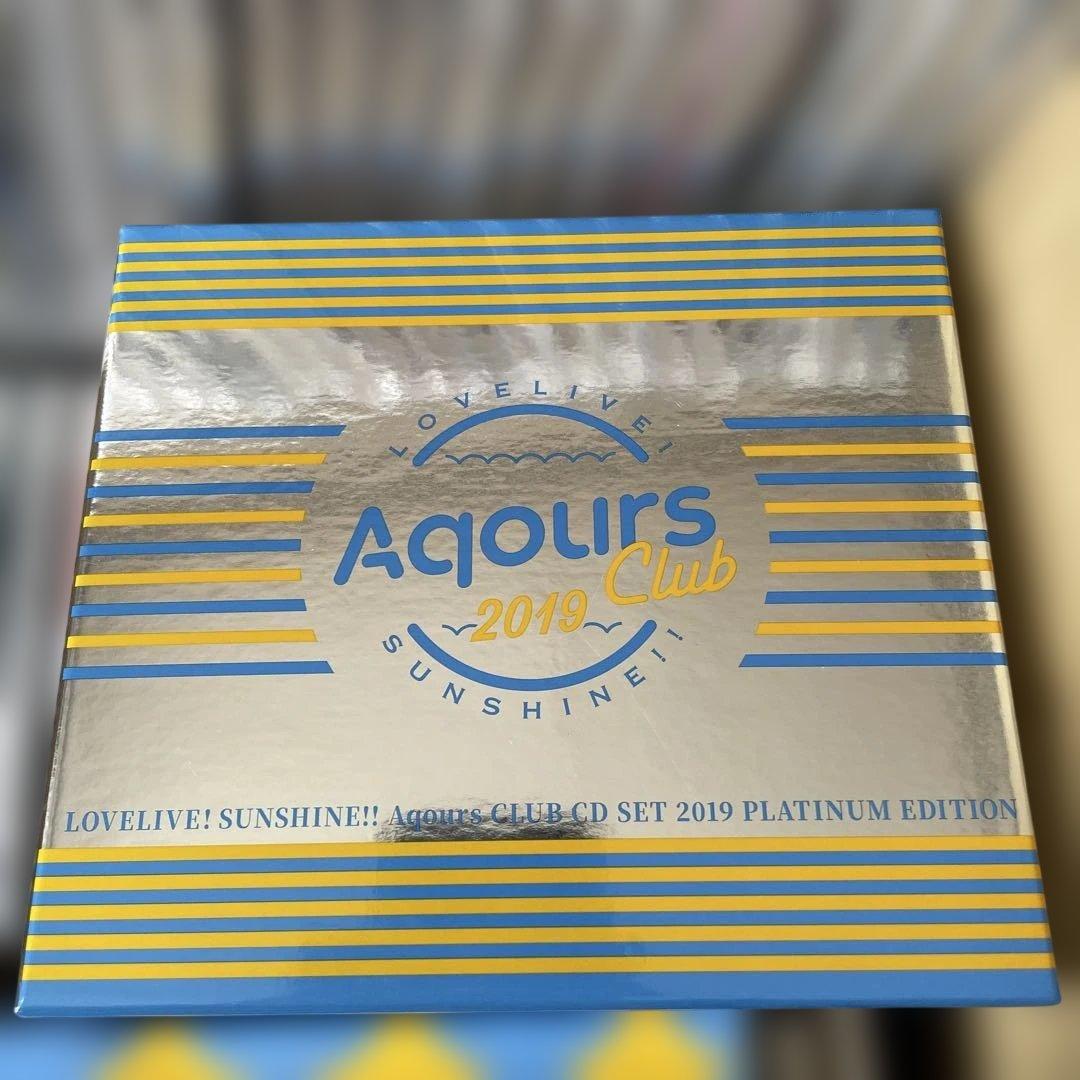 LOVELIVE!
Aqours
Club
2019
SUNSHINE!!
LOVELIVE! SUNSHINE!! Aqours CLUB CD SET 2019 PLATINUM EDITION